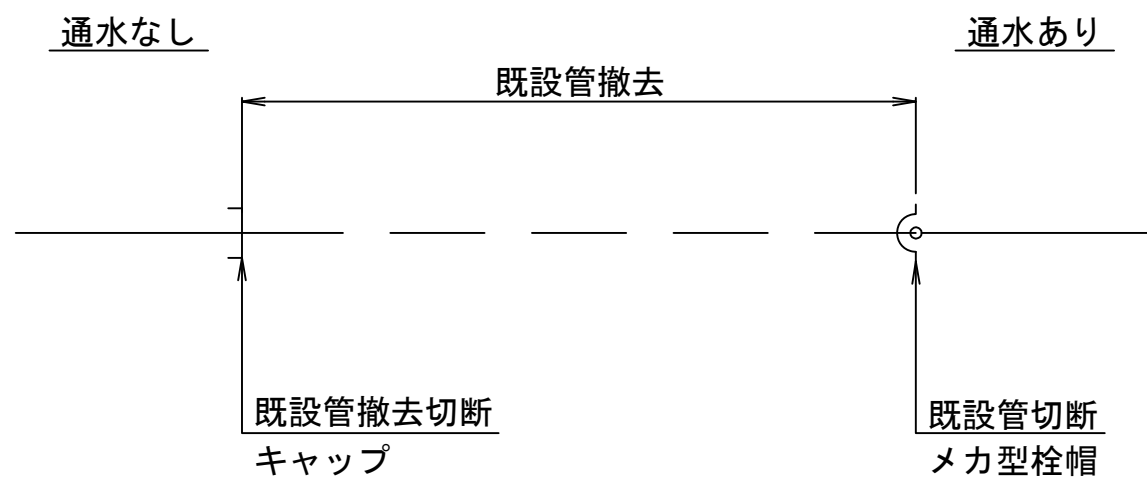 通水なし
通水あり
既設管撤去
既設管撤去切断
キャップ
既設管切断
メカ型栓帽